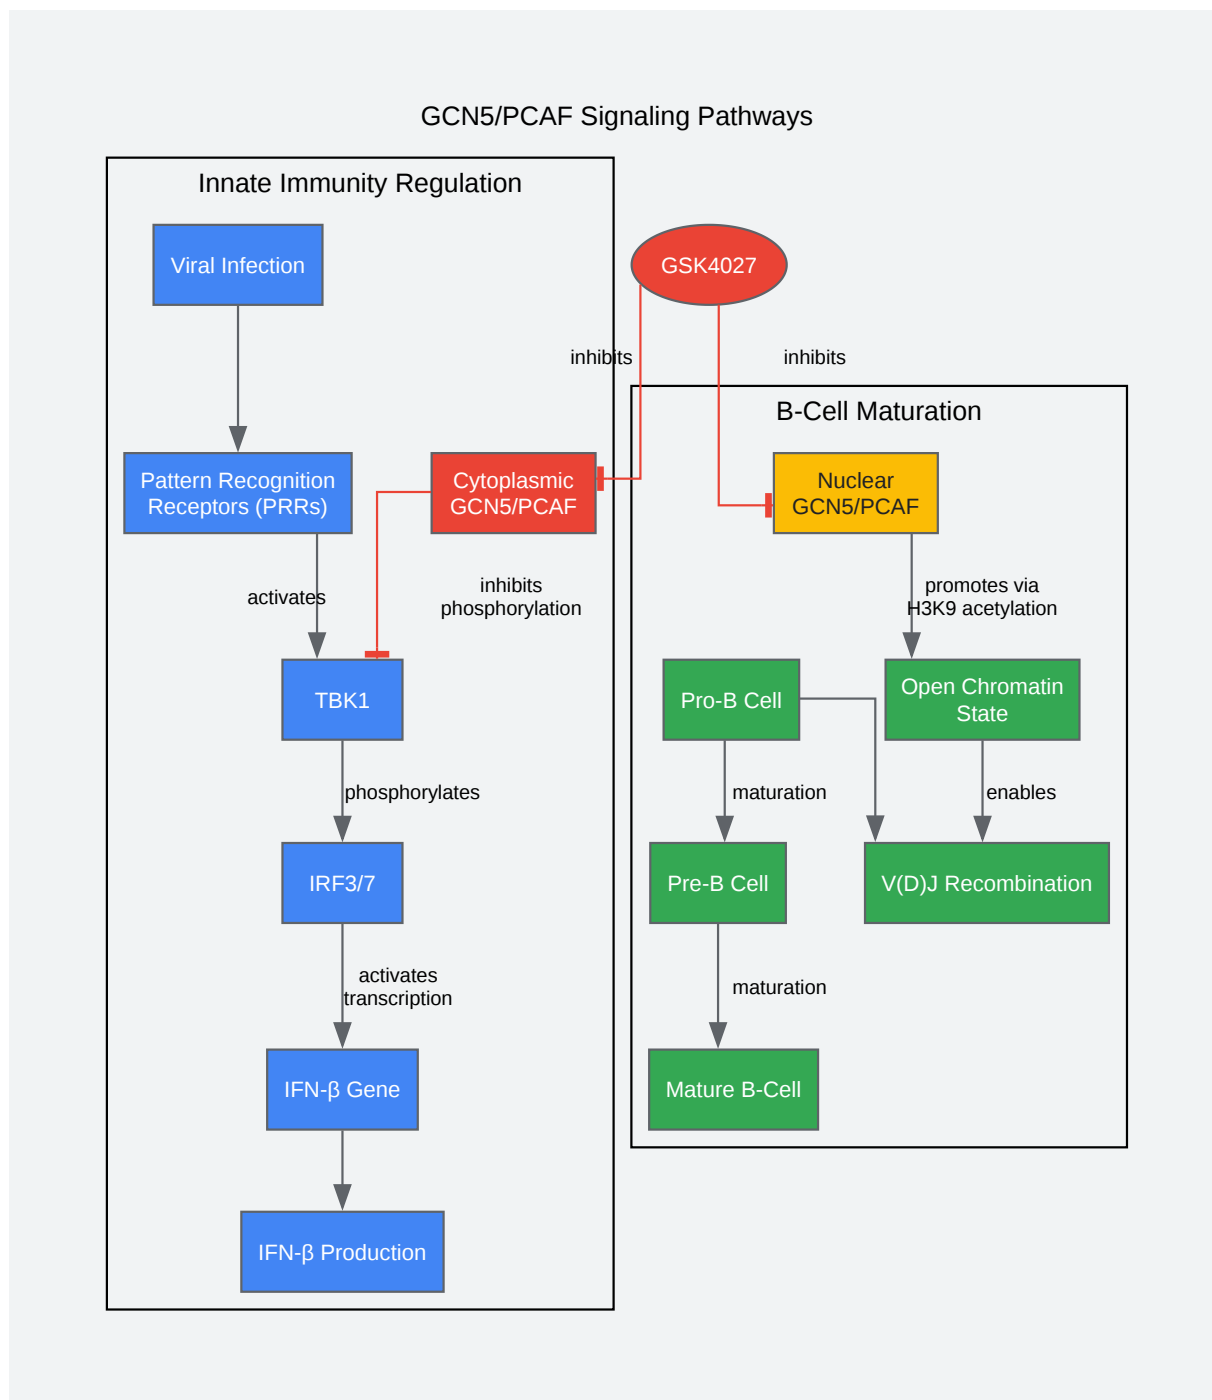 GCN5/PCAF Signaling Pathways
Innate Immunity Regulation
Viral Infection
GSK4027
inhibits
inhibits
B-Cell Maturation
Pattern Recognition
Receptors (PRRs)
Cytoplasmic
GCN5/PCAF
Nuclear
GCN5/PCAF
activates
inhibits
phosphorylation
promotes via
H3K9 acetylation
TBK1
Pro-B Cell
Open Chromatin
State
phosphorylates
maturation
enables
IRF3/7
Pre-B Cell
V(D)J Recombination
activates
transcription
maturation
IFN-β Gene
Mature B-Cell
IFN-β Production